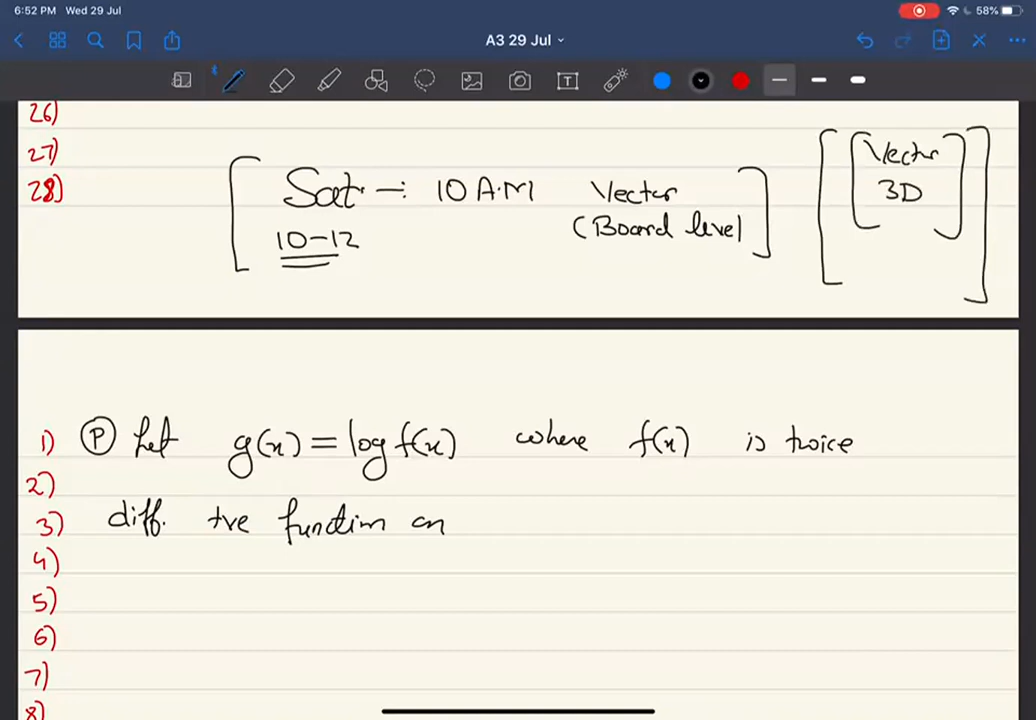 6:52 PM Wed 29 Jul
58%
A3 29 Jul
26)
27)
28)
Sat :- 10 A.M Vector
10-12 (Board level)
Vector
3D
1) (P) Let g(x) = log f(x) where f(x) is twice
2)
3) diff. +ve function on
4)
5)
6)
7)
8)